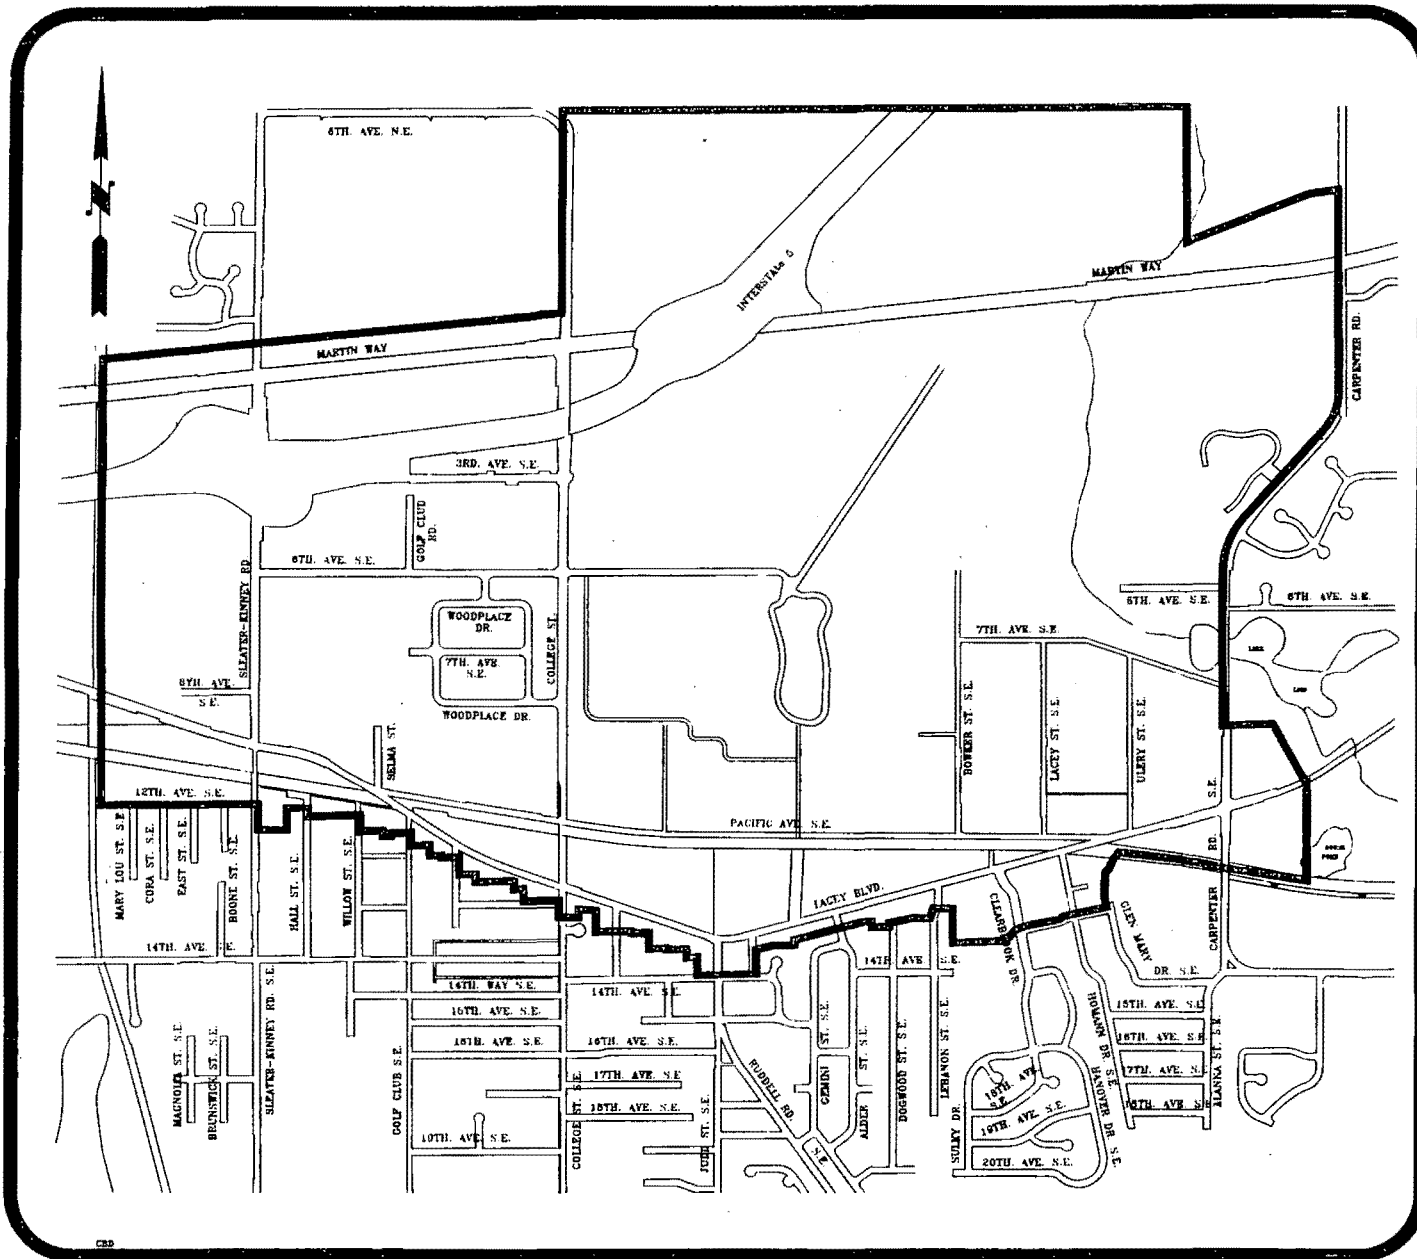 6TH. AVE. N.E.
N
INTERSTATE 5
MARTIN WAY
MARTIN WAY
CARPENTER RD.
3RD. AVE. S.E.
GOLF CLUB
RD.
6TH. AVE. S.E.
SLEATER-KINNEY RD
WOODPLACE
DR.
COLLEGE ST.
7TH. AVE.
S.E.
WOODPLACE DR.
6TH. AVE. S.E.
6TH. AVE. S.E.
7TH. AVE. S.E.
LAKE
8TH. AVE.
S.E.
SELMA ST.
BOWKER ST. S.E.
LACEY ST. S.E.
ULERY ST. S.E.
12TH. AVE. S.E.
PACIFIC AVE. S.E.
MARY LOU ST. S.E
CORA ST. S.E.
EAST ST. S.E.
BOONE ST. S.E.
HALL ST. S.E.
WILLOW ST. S.E.
LACEY BLVD.
CLEARBROOK DR.
GLEN MARY
DR. S.E.
CARPENTER RD. S.E.
POND
14TH. AVE. S.E.
14TH. AVE. S.E.
14TH. WAY S.E.
14TH. AVE. S.E.
15TH. AVE. S.E.
15TH. AVE. S.E
16TH. AVE. S.E.
16TH. AVE. S.E.
16TH. AVE. S.E
17TH. AVE. S.E
17TH. AVE. S.E
18TH. AVE. S.E.
18TH. AVE.
S.E.
18TH. AVE. S.E
19TH. AVE. S.E.
19TH. AVE. S.E.
20TH. AVE. S.E.
MAGNOLIA ST. S.E.
BRUNSWICK ST. S.E.
SLEATER-KINNEY RD. S.E.
GOLF CLUB S.E.
COLLEGE ST. S.E.
JUDD ST. S.E.
RUDDELL RD.
S.E.
GEMINI ST. S.E.
ALDER ST. S.E.
DOGWOOD ST. S.E.
LEBANON ST. S.E.
SULKY DR.
HOMANN DR. S.E.
HANOVER DR. S.E.
ALANNA ST. S.E.
CBD